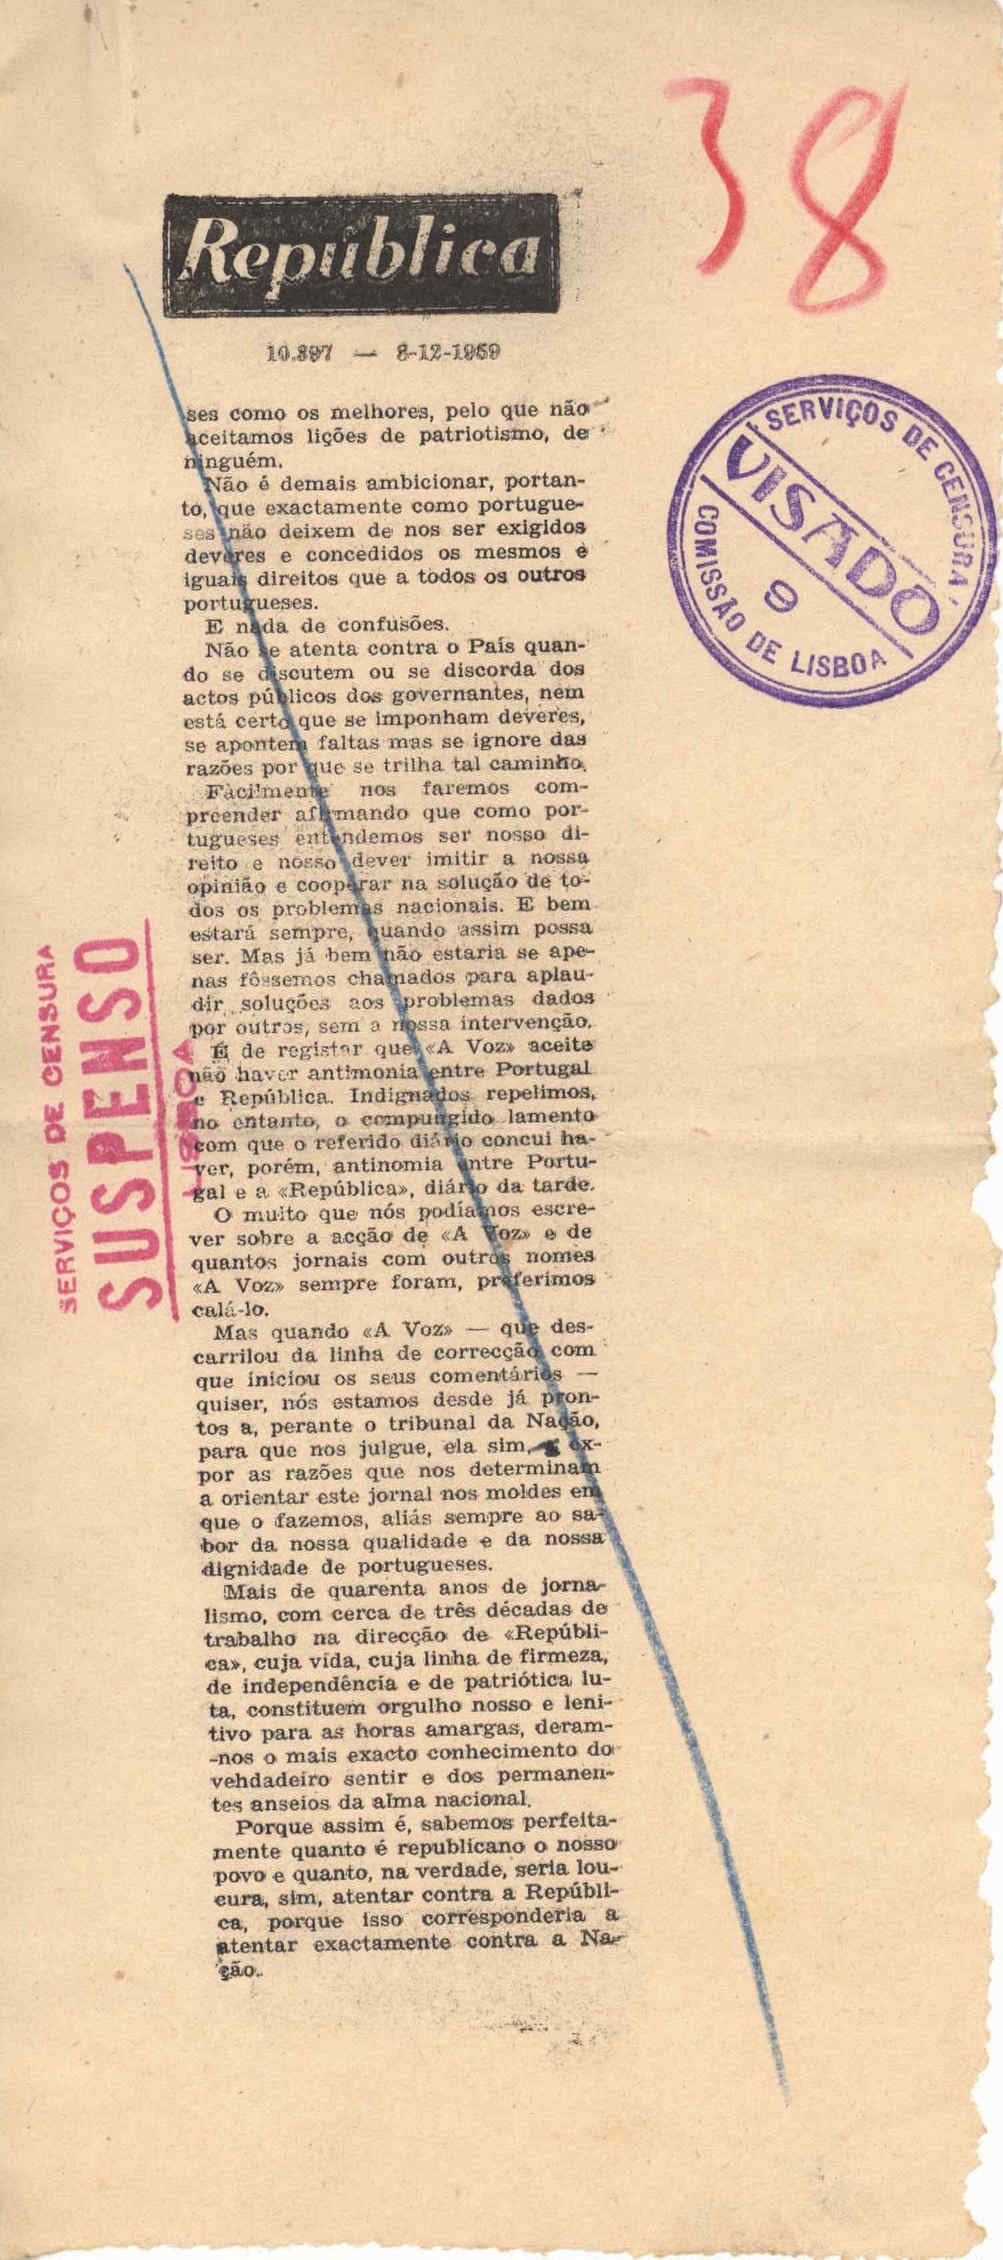 38
República
10.397 — 8-12-1959
SERVIÇOS DE CENSURA
VISADO
9
COMISSÃO DE LISBOA
ses como os melhores, pelo que não
aceitamos lições de patriotismo, de
ninguém.
Não é demais ambicionar, portan-
to, que exactamente como portugue-
ses não deixem de nos ser exigidos
deveres e concedidos os mesmos e
iguais direitos que a todos os outros
portugueses.
E nada de confusões.
Não se atenta contra o País quan-
do se discutem ou se discorda dos
actos públicos dos governantes, nem
está certo que se imponham deveres,
se apontem faltas mas se ignore das
razões por que se trilha tal caminho.
Fàcilmente nos faremos com-
preender afirmando que como por-
tugueses entendemos ser nosso di-
reito e nosso dever imitir a nossa
opinião e cooperar na solução de to-
dos os problemas nacionais. E bem
estará sempre, quando assim possa
ser. Mas já bem não estaria se ape-
nas fôssemos chamados para aplau-
dir soluções aos problemas dados
por outros, sem a nossa intervenção.
É de registar que «A Voz» aceite
não haver antimonia entre Portugal
e República. Indignados repelimos,
no entanto, o compungido lamento
com que o referido diário concui ha-
ver, porém, antinomia entre Portu-
gal e a «República», diário da tarde.
O muito que nós podíamos escre-
ver sobre a acção de «A Voz» e de
quantos jornais com outros nomes
«A Voz» sempre foram, preferimos
calá-lo.
Mas quando «A Voz» — que des-
carrilou da linha de correcção com
que iniciou os seus comentários —
quiser, nós estamos desde já pron-
tos a, perante o tribunal da Nação,
para que nos julgue, ela sim, ex-
por as razões que nos determinam
a orientar este jornal nos moldes em
que o fazemos, aliás sempre ao sa-
bor da nossa qualidade e da nossa
dignidade de portugueses.
Mais de quarenta anos de jorna-
lismo, com cerca de três décadas de
trabalho na direcção de «Repúbli-
ca», cuja vida, cuja linha de firmeza,
de independência e de patriótica lu-
ta, constituem orgulho nosso e leni-
tivo para as horas amargas, deram-
-nos o mais exacto conhecimento do
vehdadeiro sentir e dos permanen-
tes anseios da alma nacional.
Porque assim é, sabemos perfeita-
mente quanto é republicano o nosso
povo e quanto, na verdade, seria lou-
cura, sim, atentar contra a Repúbli-
ca, porque isso corresponderia a
atentar exactamente contra a Na-
ção.
SERVIÇOS DE CENSURA
SUSPENSO
LISBOA